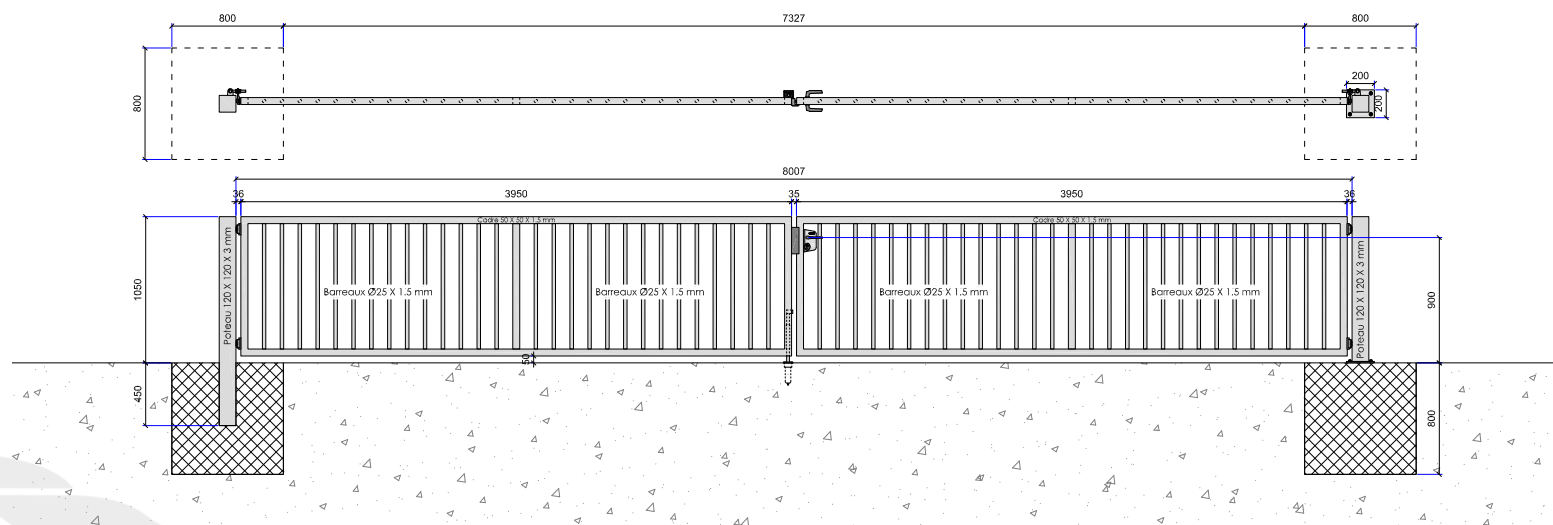 800
7327
800
800
200
200
8007
36
3950
35
3950
36
Cadre 50 X 50 X 1.5 mm
Cadre 50 X 50 X 1.5 mm
1050
Poteau 120 X 120 X 3 mm
Barreaux Ø25 X 1.5 mm
Barreaux Ø25 X 1.5 mm
Barreaux Ø25 X 1.5 mm
Barreaux Ø25 X 1.5 mm
Poteau 120 X 120 X 3 mm
900
50
450
800